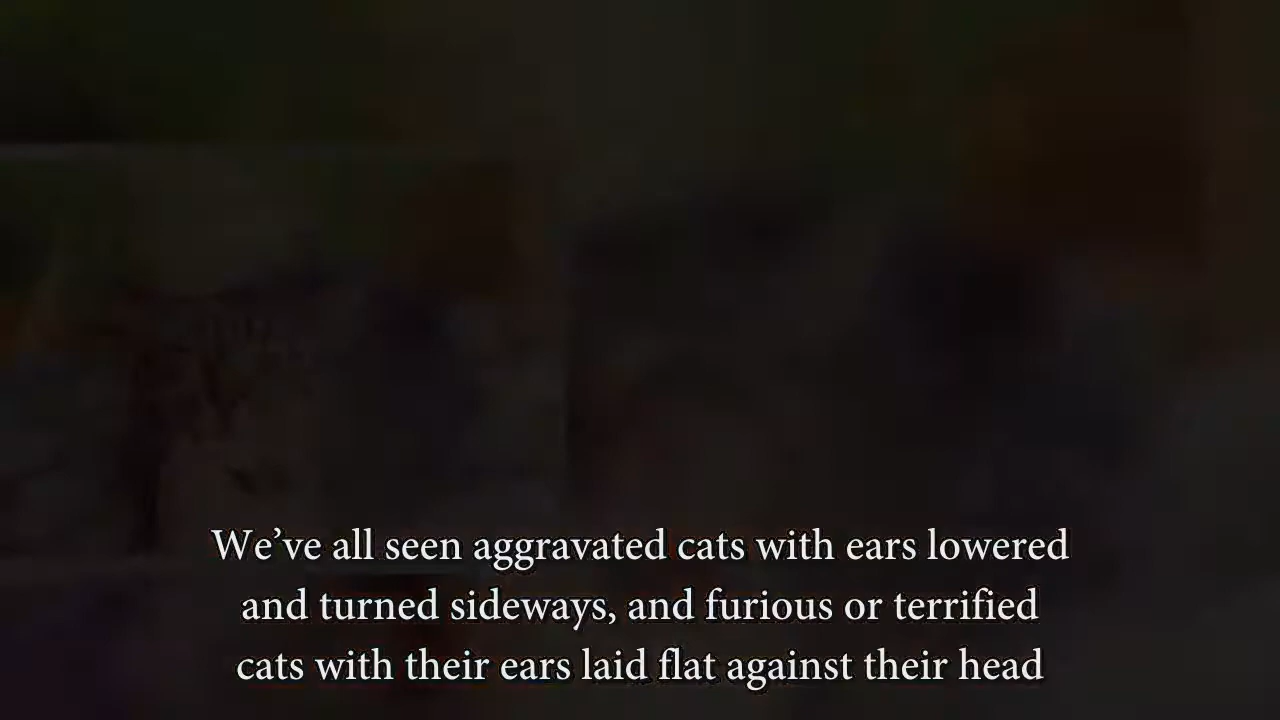 We’ve all seen aggravated cats with ears lowered
and turned sideways, and furious or terrified
cats with their ears laid flat against their head